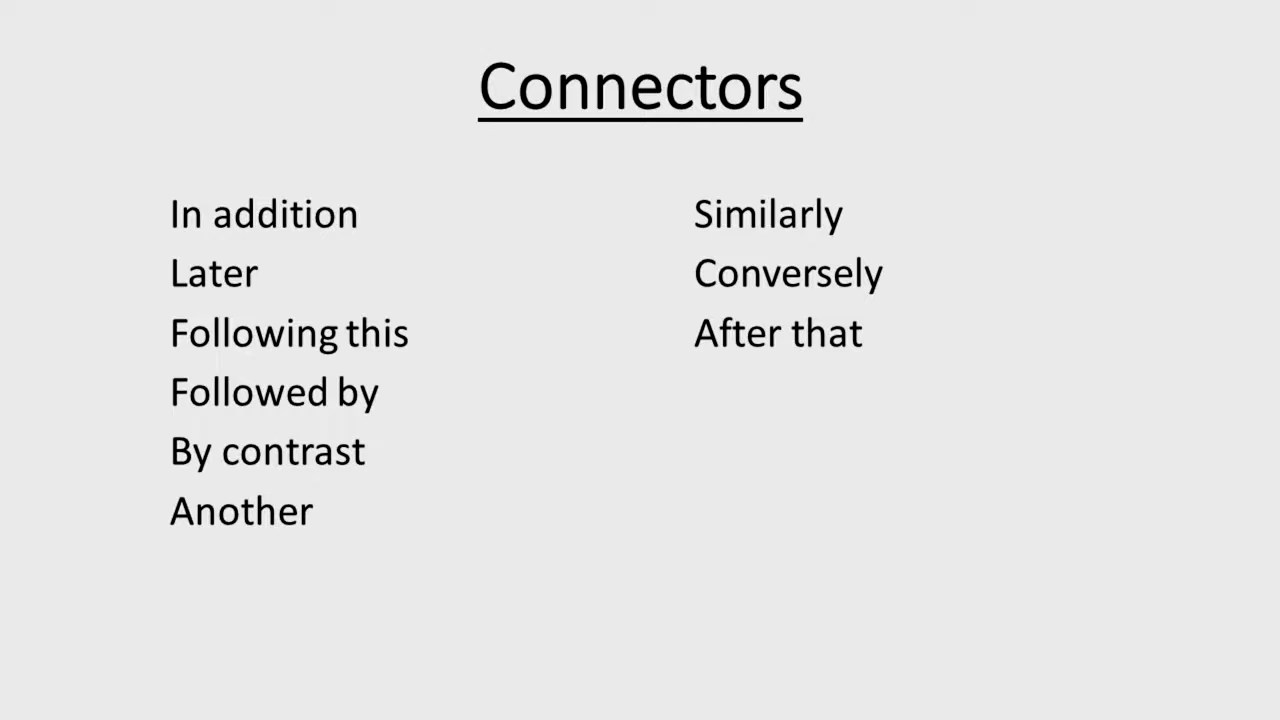 Connectors
In addition
Later
Following this
Followed by
By contrast
Another
Similarly
Conversely
After that